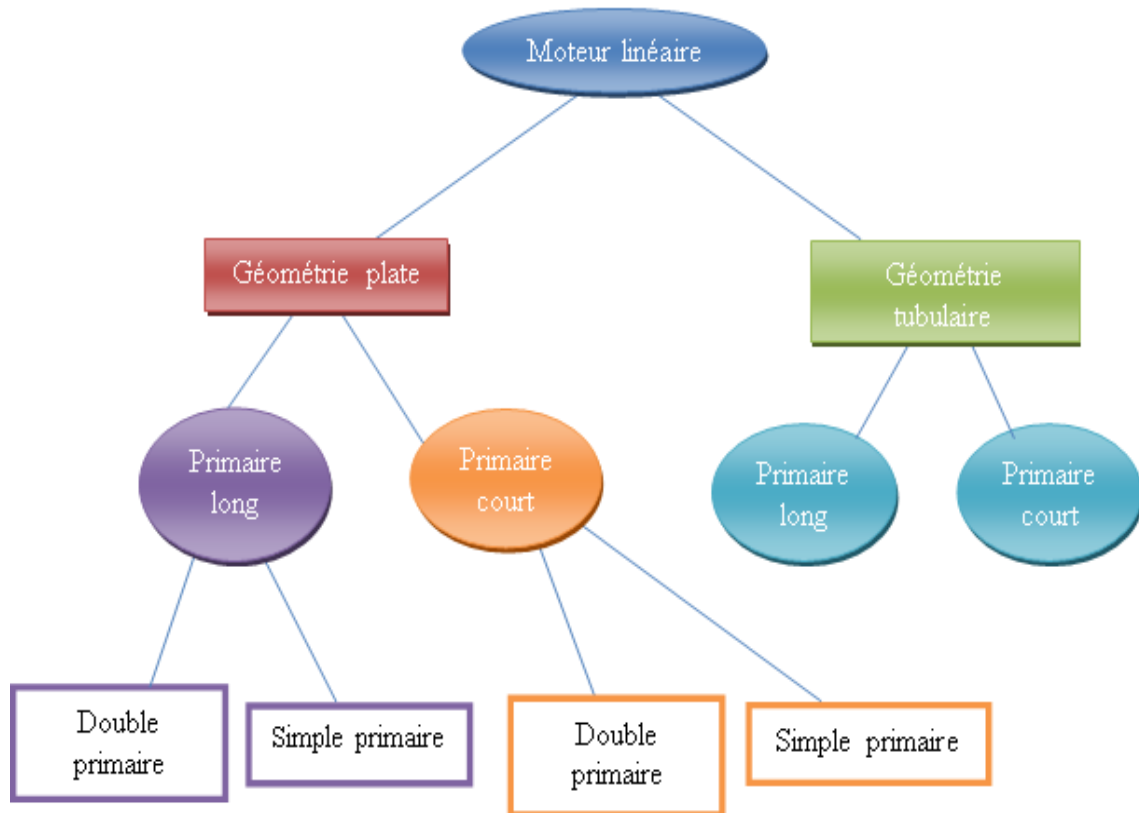 Moteur linéaire
Géométrie plate
Géométrie
tubulaire
Primaire
long
Primaire
court
Primaire
long
Primaire
court
Double
primaire
Simple primaire
Double
primaire
Simple primaire